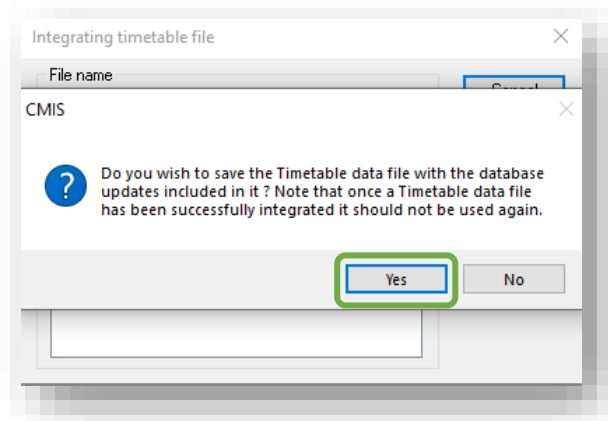 Integrating timetable file
File name
CMIS
Do you wish to save the Timetable data file with the database
updates included in it ? Note that once a Timetable data file
has been successfully integrated it should not be used again.
Yes
No